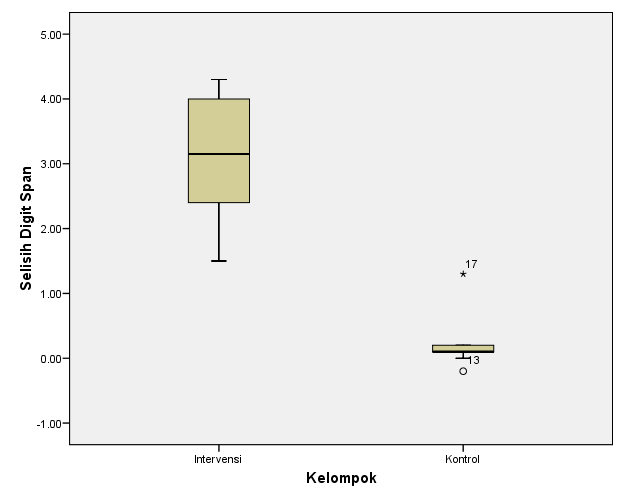 5.00
4.00
3.00
2.00
1.00
0.00
-1.00
Selisih Digit Span
17
13
Intervensi
Kontrol
Kelompok